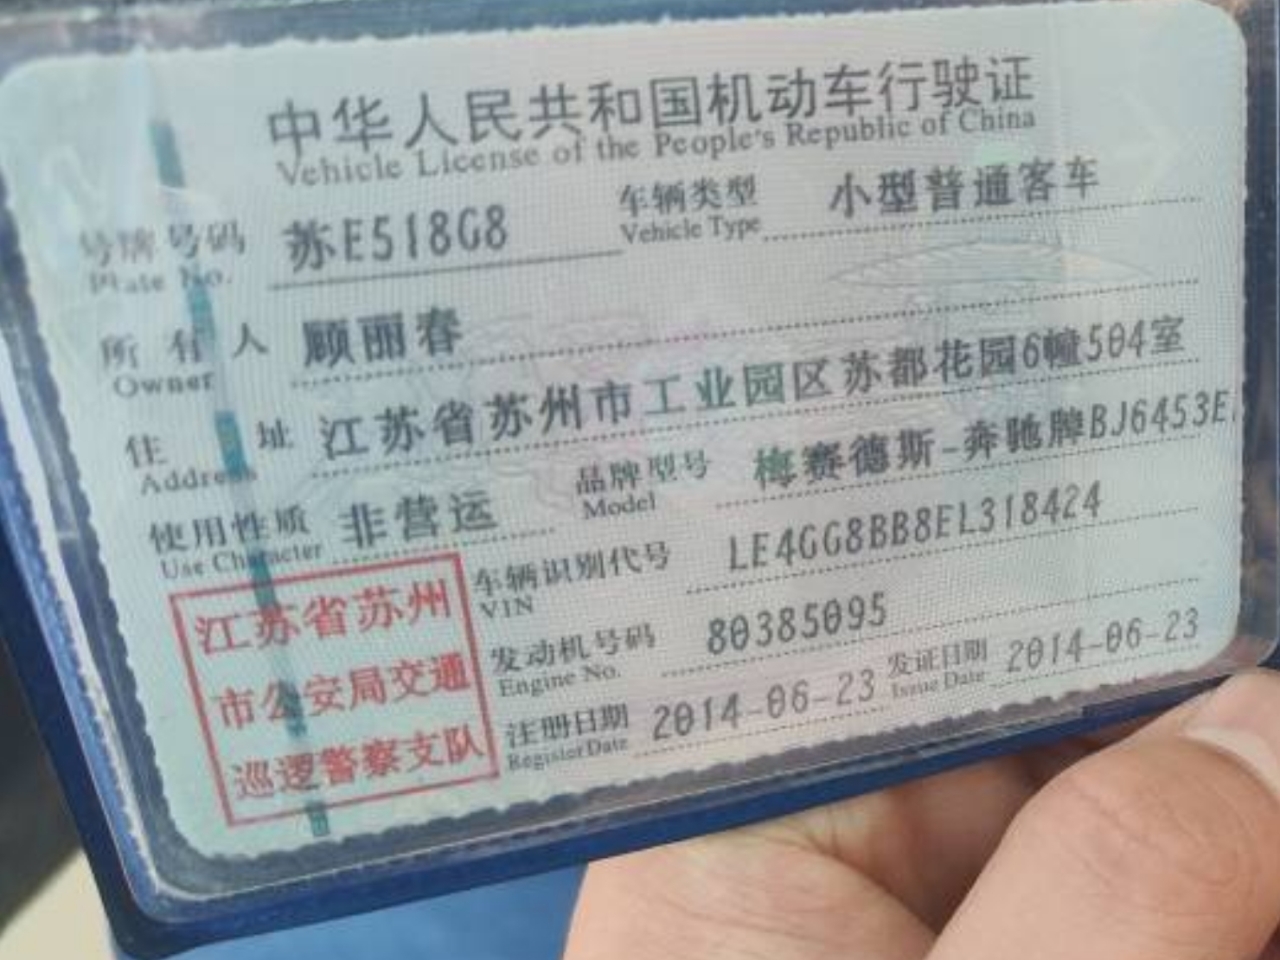 中华人民共和国机动车行驶证
Vehicle License of the People's Republic of China
号牌号码 苏E518G8 车辆类型 小型普通客车
Plate No. Vehicle Type
所有人 顾丽春
Owner
住址 江苏省苏州市工业园区苏都花园6幢504室
Address
使用性质 非营运 品牌型号 梅赛德斯-奔驰牌BJ6453E
Use Character Model
车辆识别代号 LE4GG8BB8EL318424
VIN
发动机号码 80385095
Engine No.
注册日期 2014-06-23 发证日期 2014-06-23
Register Date Issue Date
江苏省苏州
市公安局交通
巡逻警察支队